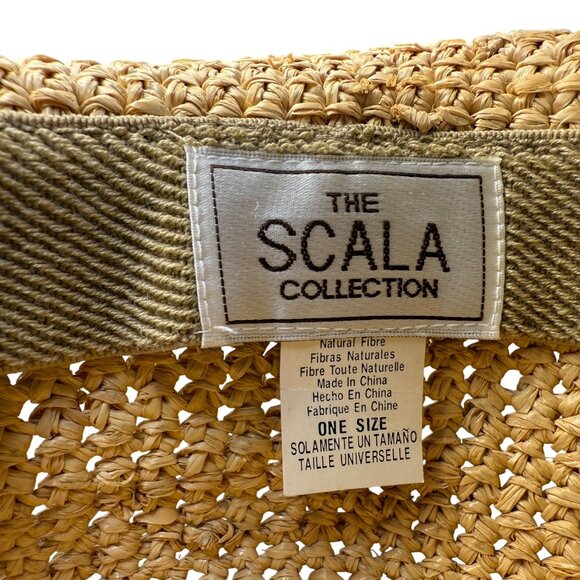 THE
SCALA
COLLECTION
Natural Fibre
Fibras Naturales
Fibre Toute Naturelle
Made In China
Hecho En China
Fabrique En Chine
ONE SIZE
SOLAMENTE UN TAMAÑO
TAILLE UNIVERSELLE